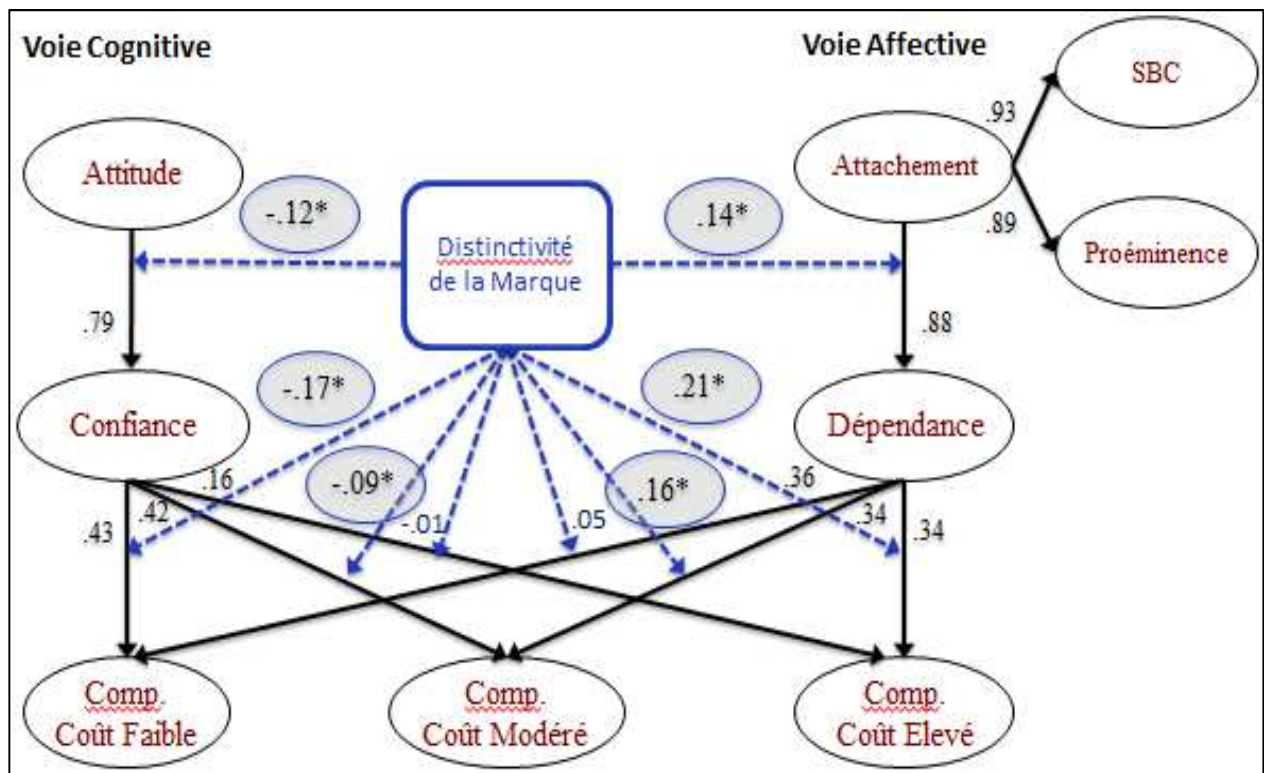 Voie Cognitive
Voie Affective
SBC
.93
Attitude
Attachement
-.12*
.14*
.89
Distinctivité
de la Marque
Proéminence
.79
.88
-.17*
.21*
Confiance
Dépendance
.16
-.09*
.16*
.36
.42
.43
-.01
.05
.34
.34
Comp.
Coût Faible
Comp.
Coût Modéré
Comp.
Coût Elevé